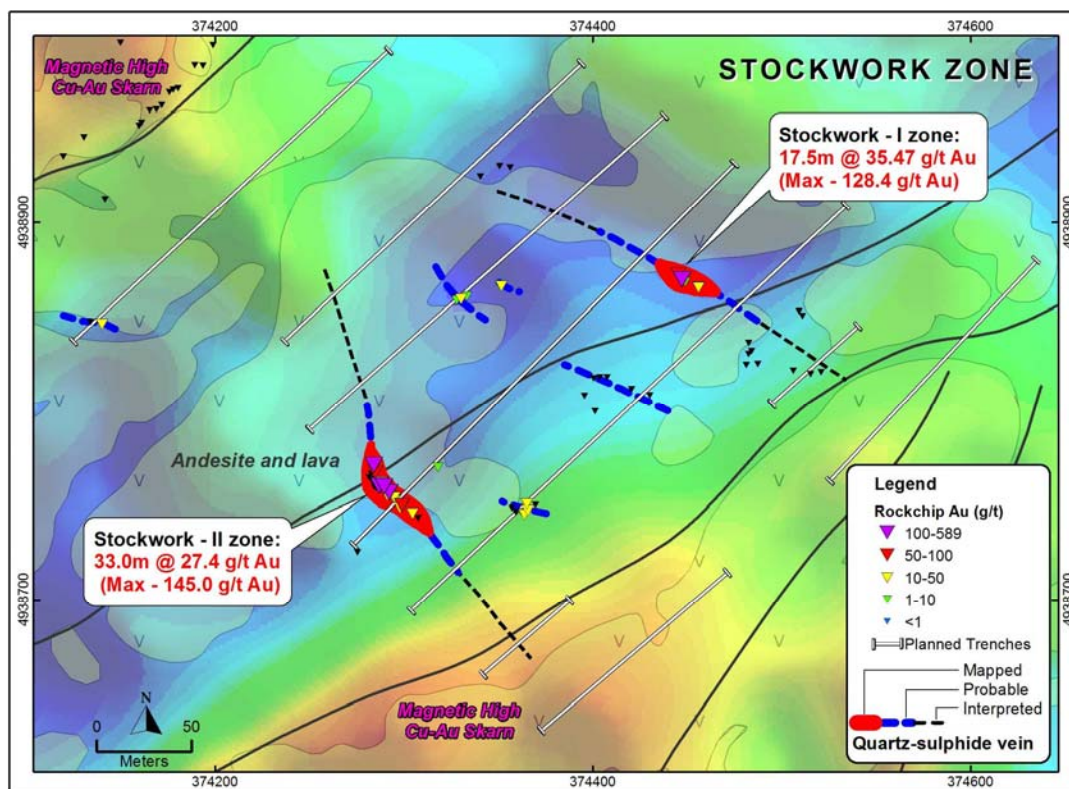 374200
374400
374600
Magnetic High
Cu-Au Skarn
STOCKWORK ZONE
Stockwork - I zone:
17.5m @ 35.47 g/t Au
(Max - 128.4 g/t Au)
4938900
4938900
Andesite and lava
Stockwork - II zone:
33.0m @ 27.4 g/t Au
(Max - 145.0 g/t Au)
4938700
4938700
Magnetic High
Cu-Au Skarn
N
0 50
Meters
Legend
Rockchip Au (g/t)
100-589
50-100
10-50
1-10
<1
Planned Trenches
Mapped
Probable
Interpreted
Quartz-sulphide vein
374200
374400
374600